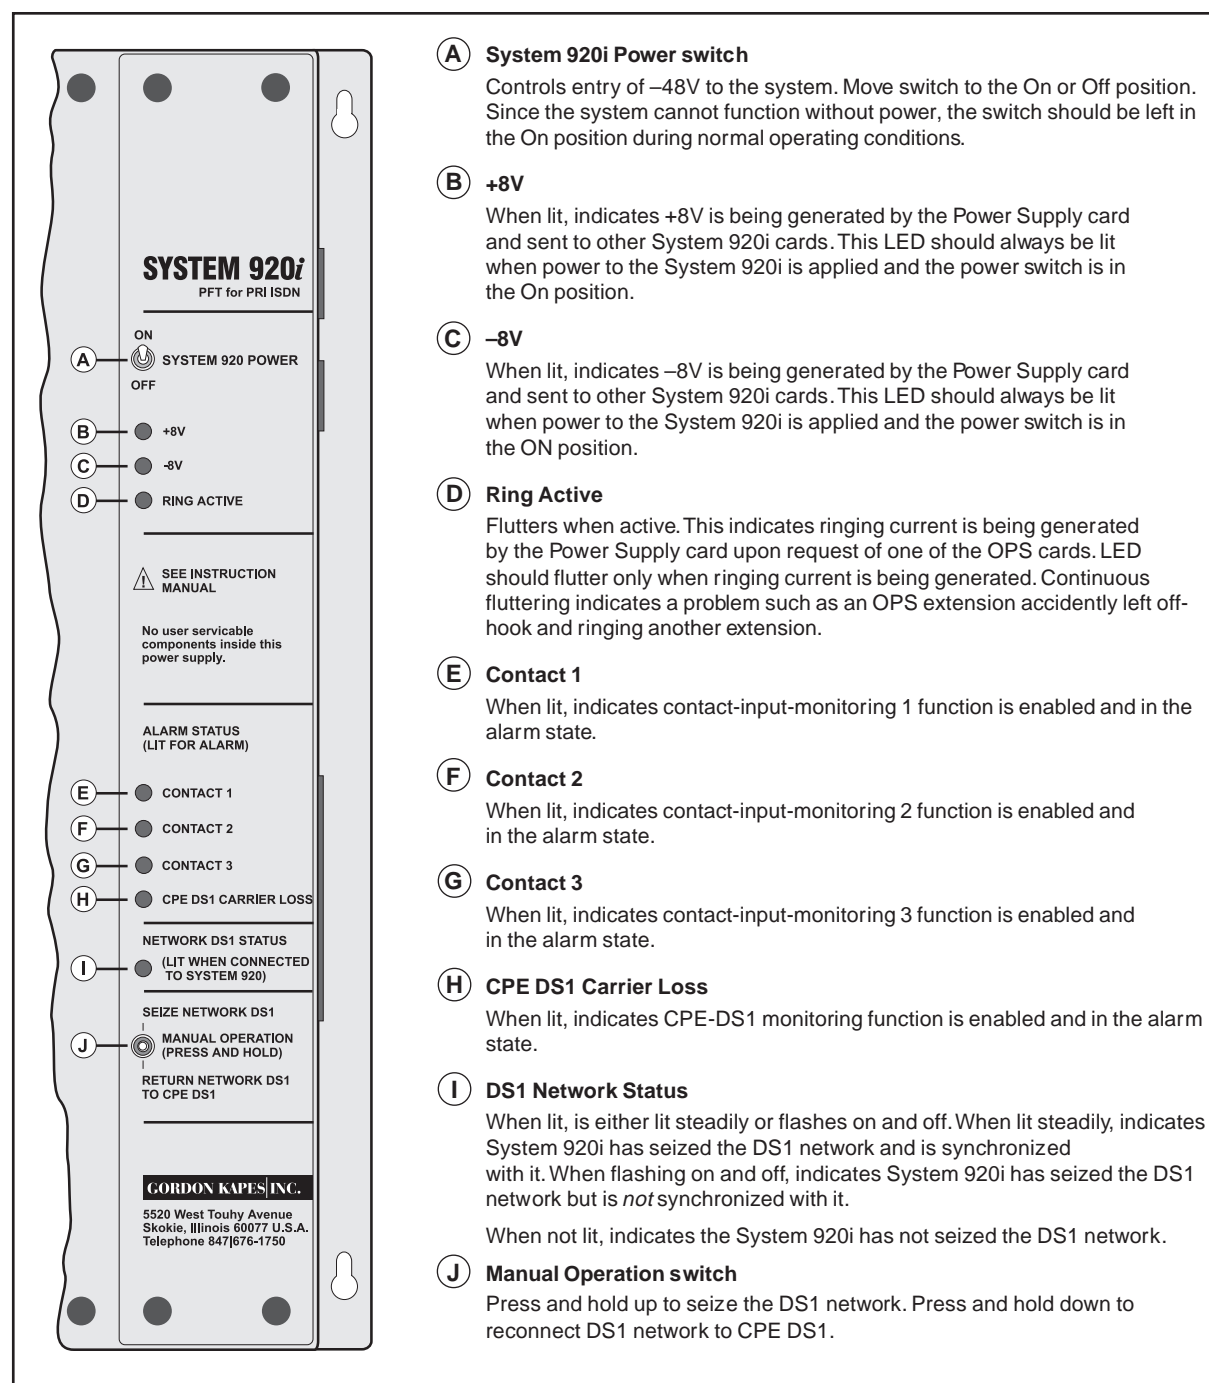 SYSTEM 920i
PFT for PRI ISDN
ON
A
SYSTEM 920 POWER
OFF
B
+8V
C
-8V
D
RING ACTIVE
SEE INSTRUCTION
MANUAL
No user servicable
components inside this
power supply.
ALARM STATUS
(LIT FOR ALARM)
E
CONTACT 1
F
CONTACT 2
G
CONTACT 3
H
CPE DS1 CARRIER LOSS
NETWORK DS1 STATUS
I
(LIT WHEN CONNECTED
TO SYSTEM 920)
SEIZE NETWORK DS1
J
MANUAL OPERATION
(PRESS AND HOLD)
RETURN NETWORK DS1
TO CPE DS1
GORDON KAPES INC.
5520 West Touhy Avenue
Skokie, Illinois 60077 U.S.A.
Telephone 847|676-1750
A System 920i Power switch
Controls entry of –48V to the system. Move switch to the On or Off position.
Since the system cannot function without power, the switch should be left in
the On position during normal operating conditions.
B +8V
When lit, indicates +8V is being generated by the Power Supply card
and sent to other System 920i cards. This LED should always be lit
when power to the System 920i is applied and the power switch is in
the On position.
C –8V
When lit, indicates –8V is being generated by the Power Supply card
and sent to other System 920i cards. This LED should always be lit
when power to the System 920i is applied and the power switch is in
the ON position.
D Ring Active
Flutters when active. This indicates ringing current is being generated
by the Power Supply card upon request of one of the OPS cards. LED
should flutter only when ringing current is being generated. Continuous
fluttering indicates a problem such as an OPS extension accidently left off-
hook and ringing another extension.
E Contact 1
When lit, indicates contact-input-monitoring 1 function is enabled and in the
alarm state.
F Contact 2
When lit, indicates contact-input-monitoring 2 function is enabled and
in the alarm state.
G Contact 3
When lit, indicates contact-input-monitoring 3 function is enabled and
in the alarm state.
H CPE DS1 Carrier Loss
When lit, indicates CPE-DS1 monitoring function is enabled and in the alarm
state.
I DS1 Network Status
When lit, is either lit steadily or flashes on and off. When lit steadily, indicates
System 920i has seized the DS1 network and is synchronized
with it. When flashing on and off, indicates System 920i has seized the DS1
network but is not synchronized with it.
When not lit, indicates the System 920i has not seized the DS1 network.
J Manual Operation switch
Press and hold up to seize the DS1 network. Press and hold down to
reconnect DS1 network to CPE DS1.